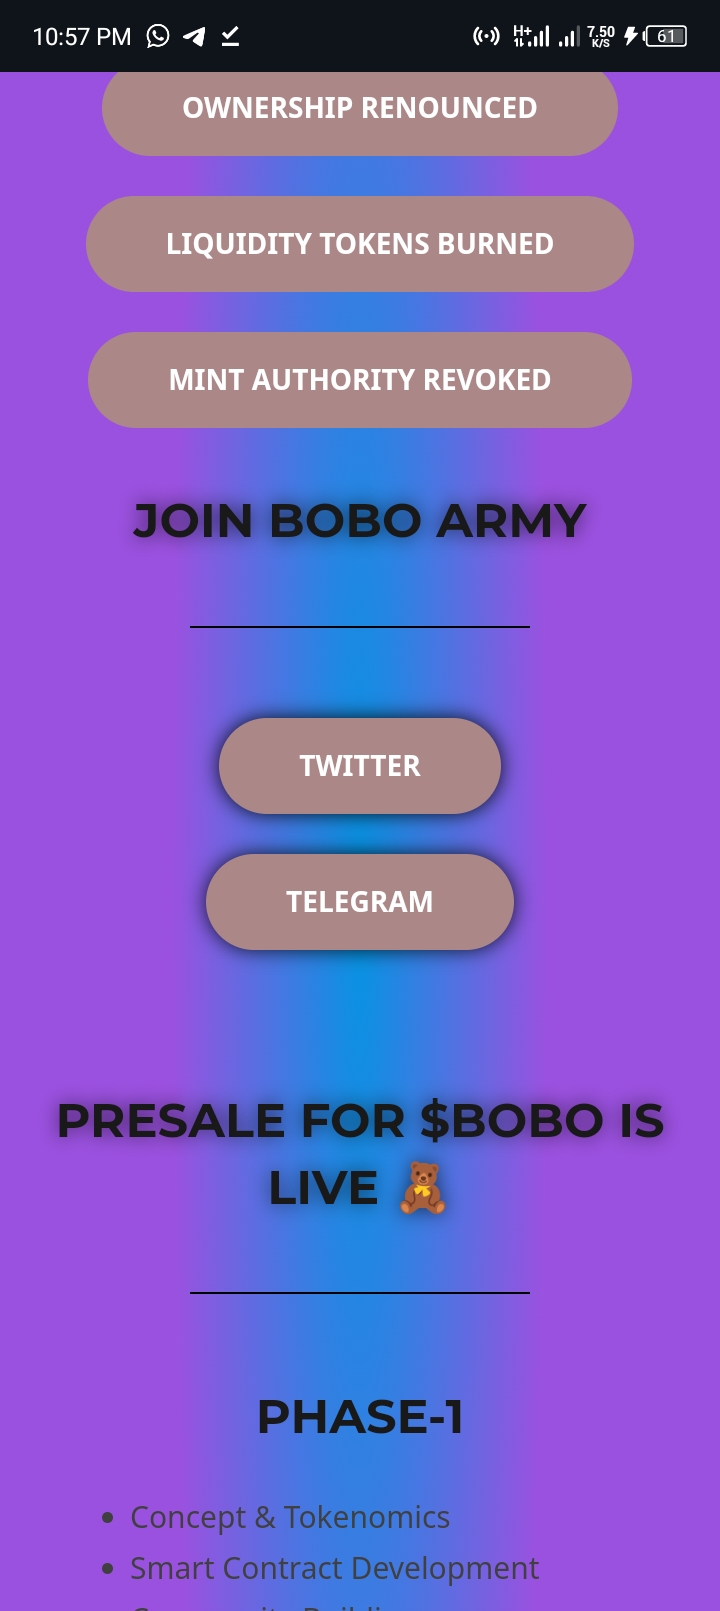 10:57 PM
H+
7.50
K/S
61
OWNERSHIP RENOUNCED
LIQUIDITY TOKENS BURNED
MINT AUTHORITY REVOKED
JOIN BOBO ARMY
TWITTER
TELEGRAM
PRESALE FOR $BOBO IS
LIVE 🧸
PHASE-1
• Concept & Tokenomics
• Smart Contract Development